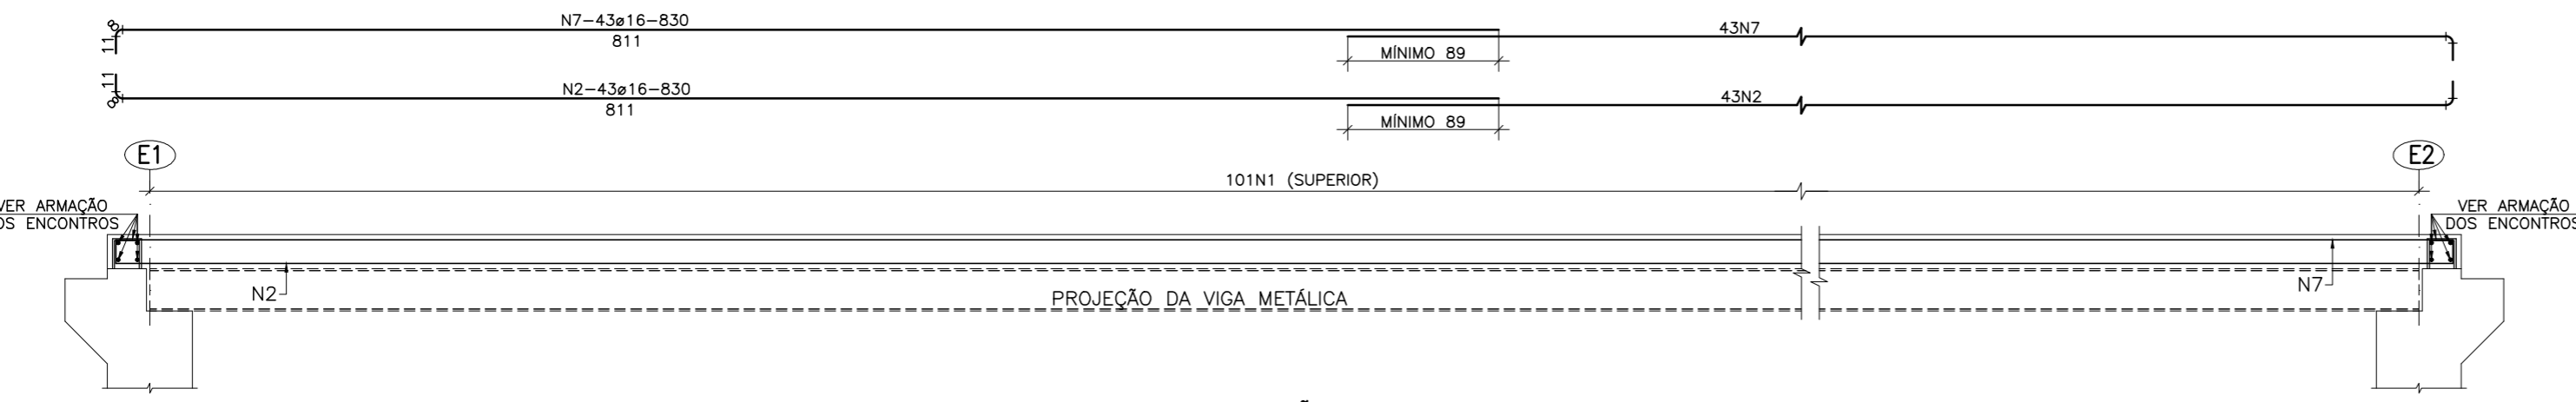 N7-43ø16-830
8
11
811
43N7
MÍNIMO 89
11
8
N2-43ø16-830
811
43N2
MÍNIMO 89
E1
E2
101N1 (SUPERIOR)
VER ARMAÇÃO
DOS ENCONTROS
VER ARMAÇÃO
DOS ENCONTROS
N2
N7
PROJEÇÃO DA VIGA METÁLICA